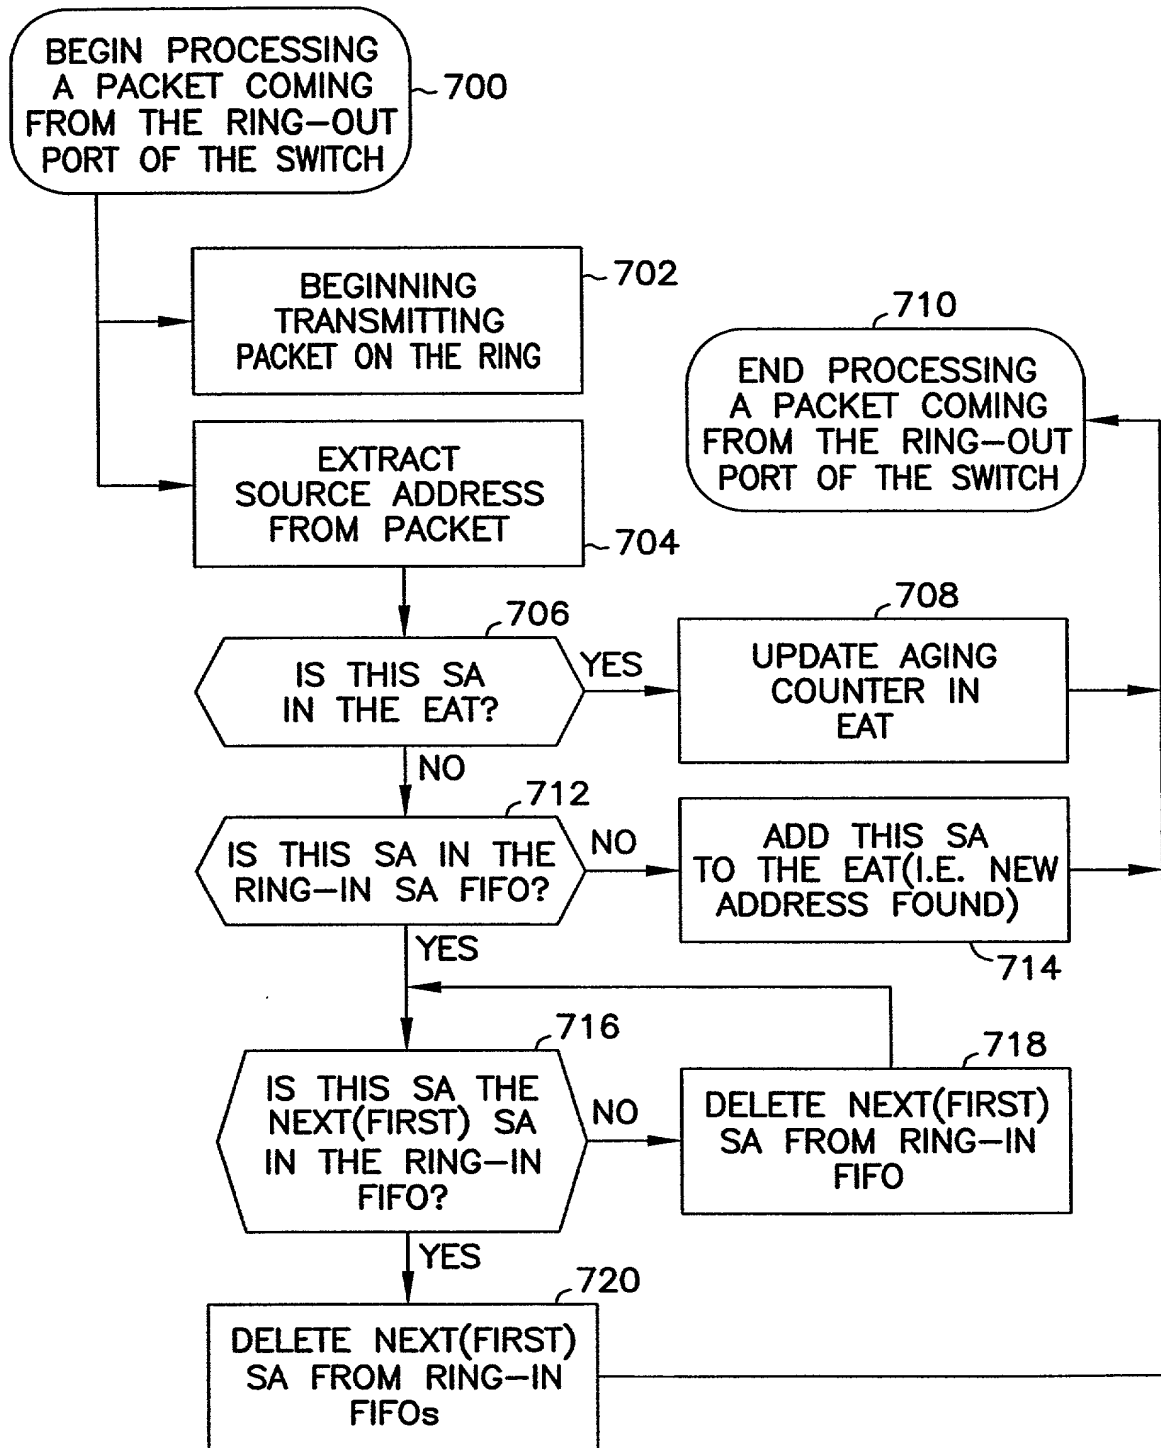 BEGIN PROCESSING
A PACKET COMING
FROM THE RING-OUT
PORT OF THE SWITCH
700
BEGINNING
TRANSMITTING
PACKET ON THE RING
702
EXTRACT
SOURCE ADDRESS
FROM PACKET
704
710
END PROCESSING
A PACKET COMING
FROM THE RING-OUT
PORT OF THE SWITCH
706
IS THIS SA
IN THE EAT?
YES
708
UPDATE AGING
COUNTER IN
EAT
NO
712
IS THIS SA IN THE
RING-IN SA FIFO?
NO
ADD THIS SA
TO THE EAT(I.E. NEW
ADDRESS FOUND)
714
YES
716
IS THIS SA THE
NEXT(FIRST) SA
IN THE RING-IN
FIFO?
NO
718
DELETE NEXT(FIRST)
SA FROM RING-IN
FIFO
YES
720
DELETE NEXT(FIRST)
SA FROM RING-IN
FIFOs